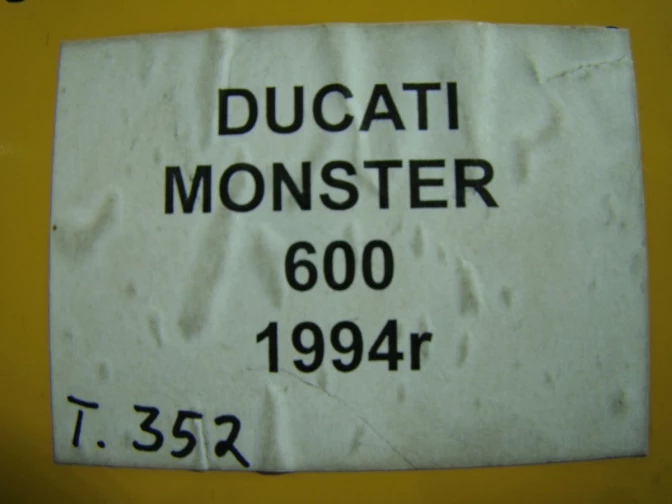 DUCATI
MONSTER
600
1994r
T. 352